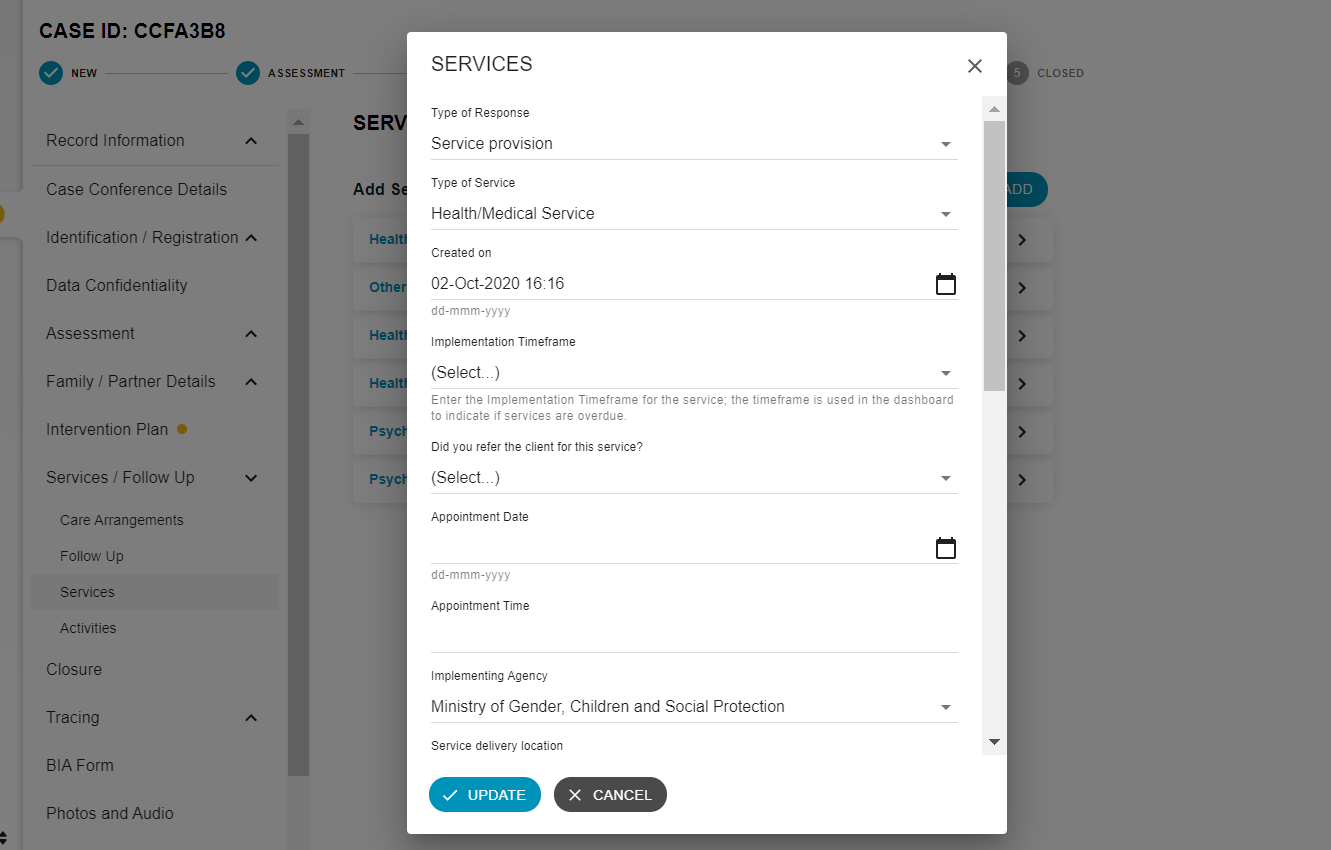 CASE ID: CCFA3B8
NEW
ASSESSMENT
5 CLOSED
Record Information
Case Conference Details
Identification / Registration
Data Confidentiality
Assessment
Family / Partner Details
Intervention Plan
Services / Follow Up
Care Arrangements
Follow Up
Services
Activities
Closure
Tracing
BIA Form
Photos and Audio
SERV
Add Se
ADD
Health
Other
Health
Health
Psych
Psych
SERVICES
Type of Response
Service provision
Type of Service
Health/Medical Service
Created on
02-Oct-2020 16:16
dd-mmm-yyyy
Implementation Timeframe
(Select...)
Enter the Implementation Timeframe for the service; the timeframe is used in the dashboard
to indicate if services are overdue.
Did you refer the client for this service?
(Select...)
Appointment Date
dd-mmm-yyyy
Appointment Time
Implementing Agency
Ministry of Gender, Children and Social Protection
Service delivery location
UPDATE
CANCEL